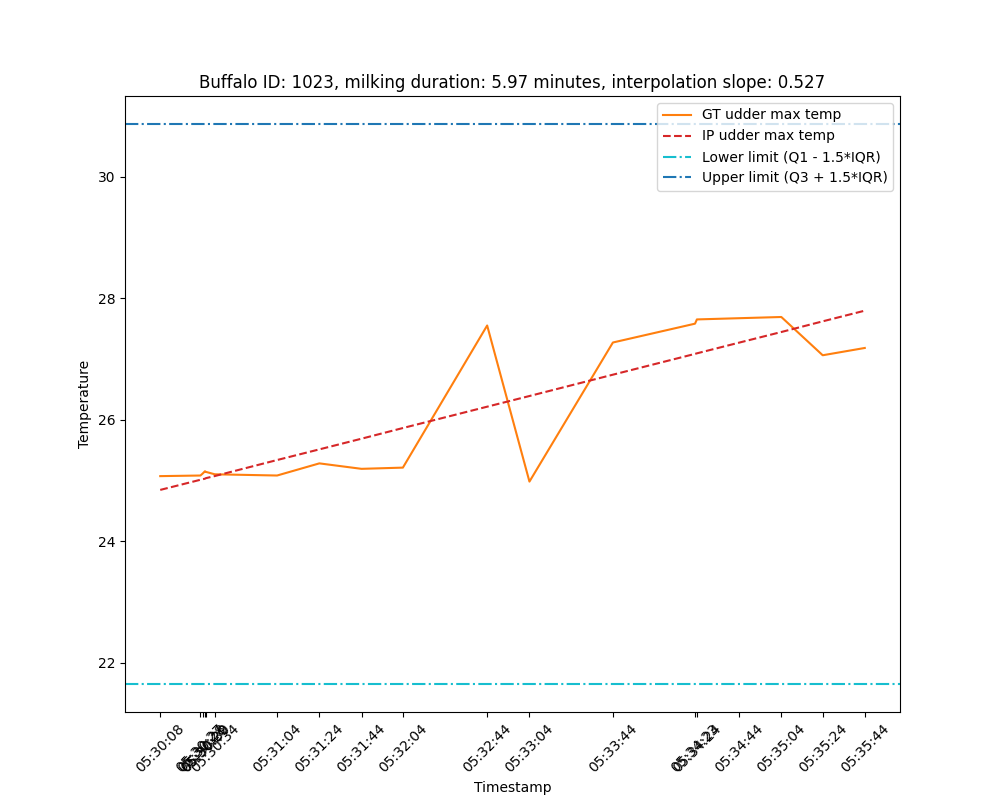 Buffalo ID: 1023, milking duration: 5.97 minutes, interpolation slope: 0.527
GT udder max temp
IP udder max temp
Lower limit (Q1 - 1.5*IQR)
Upper limit (Q3 + 1.5*IQR)
30
28
26
24
22
Temperature
05:30:08
05:30:34
05:31:04
05:31:24
05:31:44
05:32:04
05:32:44
05:33:04
05:33:44
05:34:44
05:35:04
05:35:24
05:35:44
Timestamp